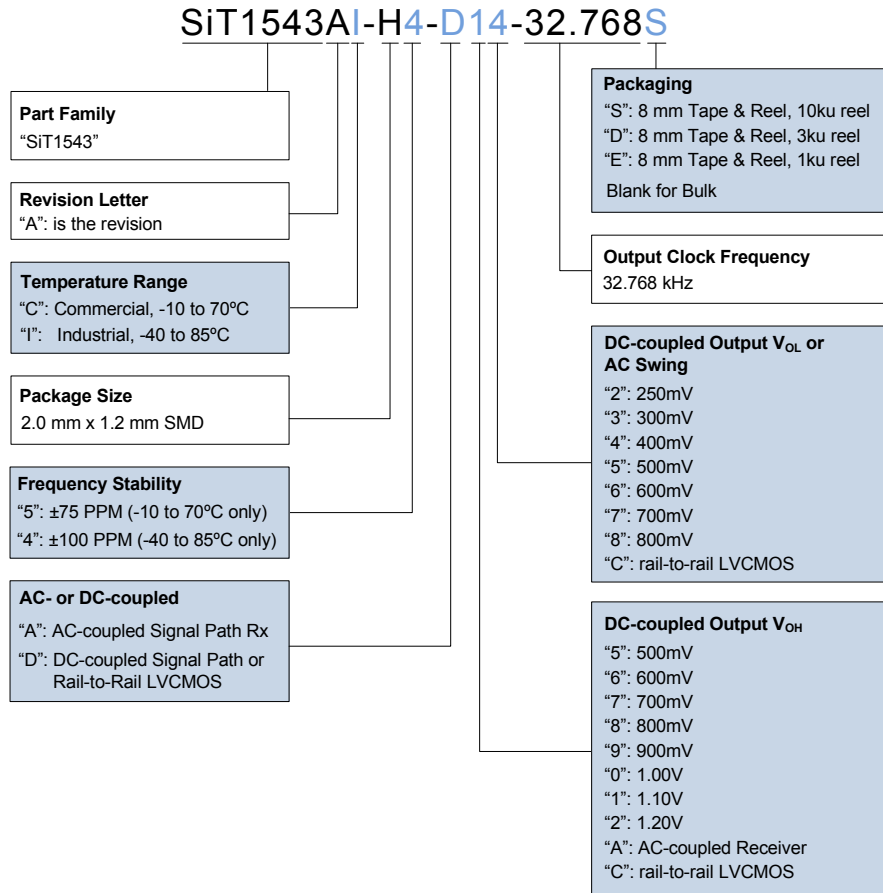 SiT1543AI-H4-D14-32.768S
Part Family
“SiT1543”
Revision Letter
“A”: is the revision
Temperature Range
“C”: Commercial, -10 to 70ºC
“I”: Industrial, -40 to 85ºC
Package Size
2.0 mm x 1.2 mm SMD
Frequency Stability
“5”: ±75 PPM (-10 to 70ºC only)
“4”: ±100 PPM (-40 to 85ºC only)
AC- or DC-coupled
“A”: AC-coupled Signal Path Rx
“D”: DC-coupled Signal Path or
Rail-to-Rail LVCMOS
Packaging
“S”: 8 mm Tape & Reel, 10ku reel
“D”: 8 mm Tape & Reel, 3ku reel
“E”: 8 mm Tape & Reel, 1ku reel
Blank for Bulk
Output Clock Frequency
32.768 kHz
DC-coupled Output VOL or
AC Swing
“2”: 250mV
“3”: 300mV
“4”: 400mV
“5”: 500mV
“6”: 600mV
“7”: 700mV
“8”: 800mV
“C”: rail-to-rail LVCMOS
DC-coupled Output VOH
“5”: 500mV
“6”: 600mV
“7”: 700mV
“8”: 800mV
“9”: 900mV
“0”: 1.00V
“1”: 1.10V
“2”: 1.20V
“A”: AC-coupled Receiver
“C”: rail-to-rail LVCMOS